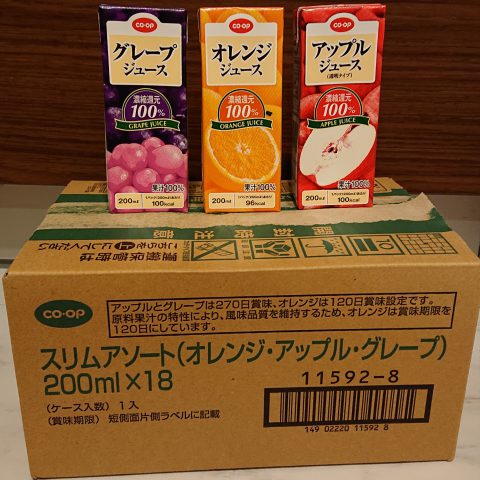 CO·OP
グレープ
ジュース
濃縮還元
100%
GRAPE JUICE
果汁100%
200ml
100kcal
CO·OP
オレンジ
ジュース
濃縮還元
100%
ORANGE JUICE
果汁100%
200ml
96kcal
CO·OP
アップル
ジュース
(透明タイプ)
濃縮還元
100%
APPLE JUICE
果汁100%
200ml
100kcal
CO·OP
アップルとグレープは270日賞味、オレンジは120日賞味設定です。
原料果汁の特性により、風味品質を維持するため、オレンジは賞味期限を
120日にしています。
スリムアソート(オレンジ・アップル・グレープ)
200ml×18
11592-8
(ケース入数) 1入
(賞味期限) 短側面片側ラベルに記載
149 02220 11592 8